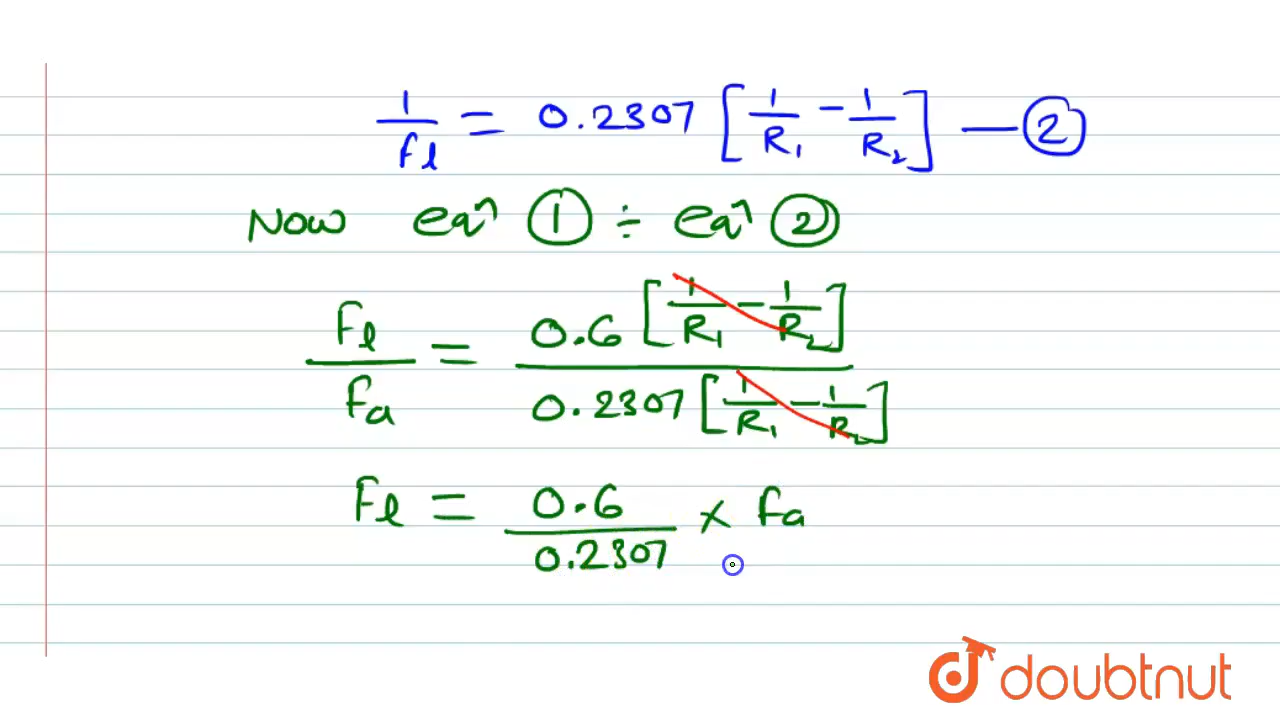 1/fl = 0.2307 [1/R1 - 1/R2] — ②
Now eqn ① ÷ eqn ②
Fl/Fa = 0.6 [1/R1 - 1/R2] / 0.2307 [1/R1 - 1/R2]
Fl = 0.6/0.2307 × Fa
doubtnut